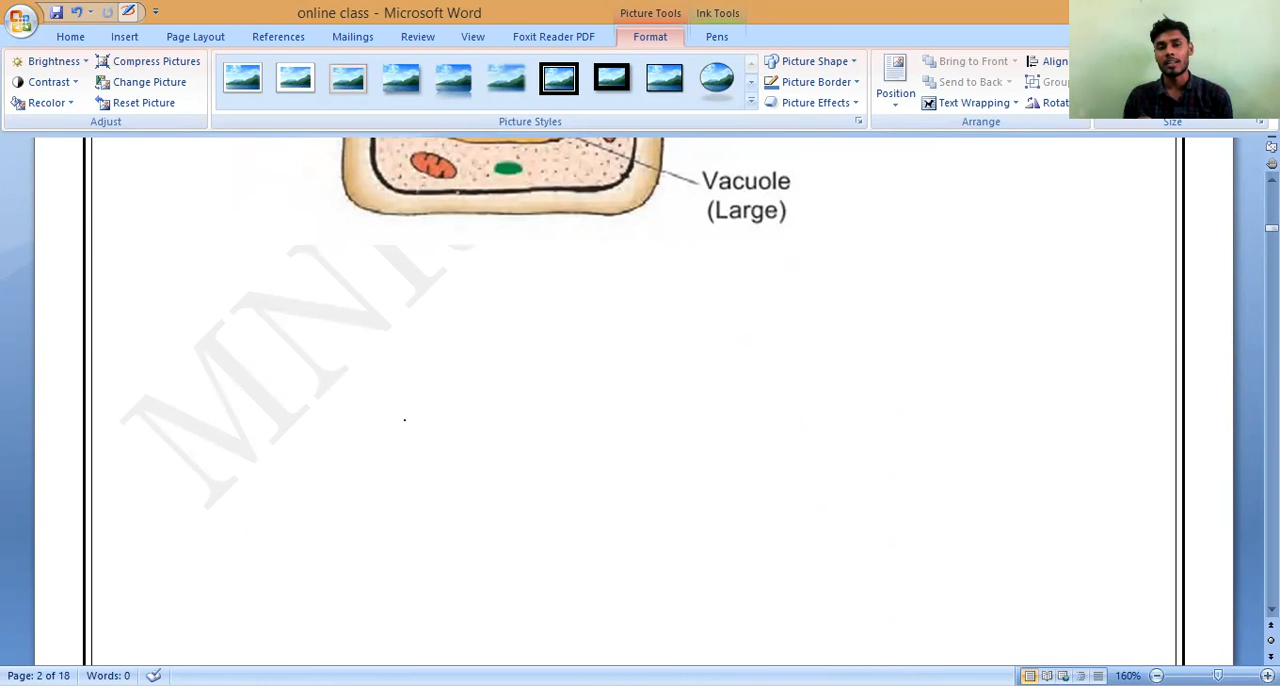 online class - Microsoft Word
Picture Tools
Ink Tools
Home
Insert
Page Layout
References
Mailings
Review
View
Foxit Reader PDF
Format
Pens
Brightness
Compress Pictures
Contrast
Change Picture
Recolor
Reset Picture
Adjust
Picture Styles
Picture Shape
Picture Border
Picture Effects
Position
Bring to Front
Send to Back
Text Wrapping
Align
Group
Rotat
Arrange
Size
Vacuole
(Large)
Page: 2 of 18
Words: 0
160%